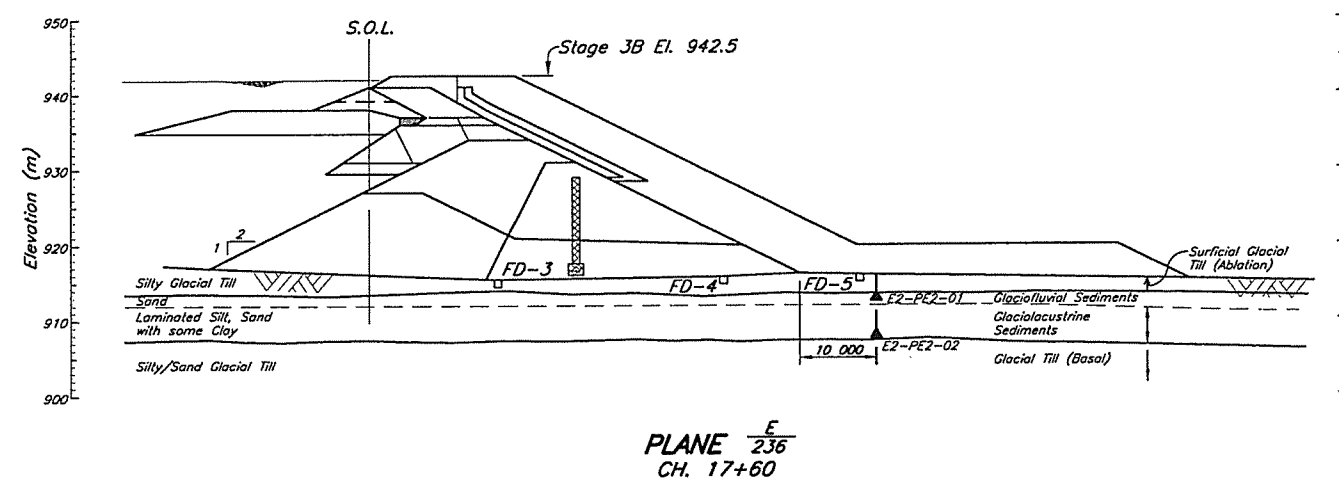 950
940
930
920
910
900
Elevation (m)
S.O.L.
Stage 3B El. 942.5
2
1
Silty Glacial Till
Sand
Laminated Silt, Sand
with some Clay
Silty/Sand Glacial Till
FD-3
FD-4
FD-5
E2-PE2-01
E2-PE2-02
10 000
Surficial Glacial
Till (Ablation)
Glaciofluvial Sediments
Glaciolacustrine
Sediments
Glacial Till (Basal)
PLANE E
236
CH. 17+60